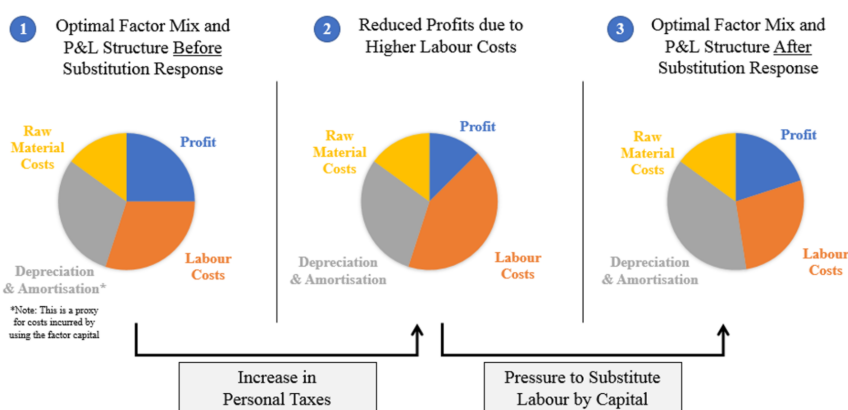 1
Optimal Factor Mix and
P&L Structure Before
Substitution Response
2
Reduced Profits due to
Higher Labour Costs
3
Optimal Factor Mix and
P&L Structure After
Substitution Response
Raw
Material
Costs
Profit
Labour
Costs
Depreciation
& Amortisation*
*Note: This is a proxy
for costs incurred by
using the factor capital
Raw
Material
Costs
Profit
Labour
Costs
Depreciation
& Amortisation
Raw
Material
Costs
Profit
Labour
Costs
Depreciation
& Amortisation
Increase in
Personal Taxes
Pressure to Substitute
Labour by Capital